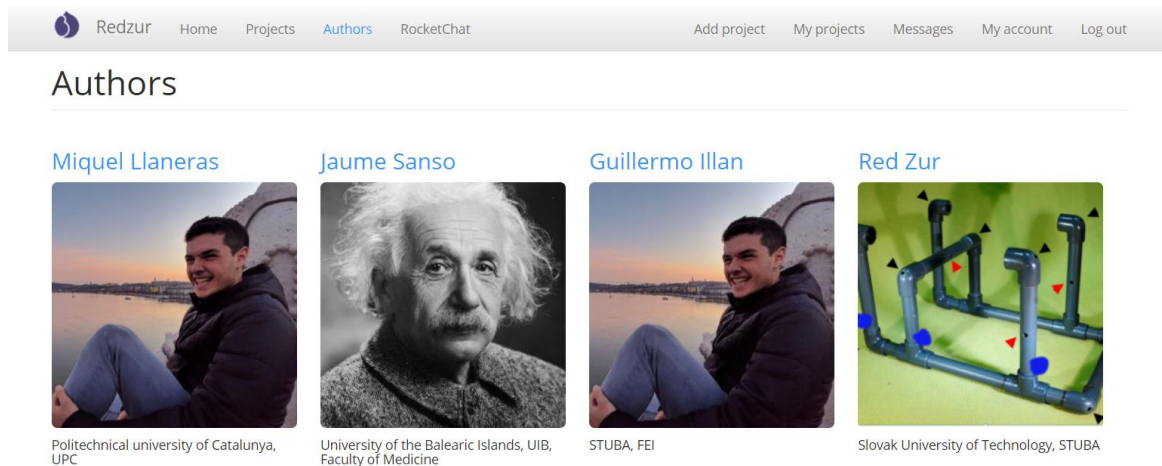 Redzur Home Projects Authors RocketChat Add project My projects Messages My account Log out
Authors
Miquel Llaneras
Jaume Sanso
Guillermo Illan
Red Zur
Politechnical university of Catalunya,
UPC
University of the Balearic Islands, UIB,
Faculty of Medicine
STUBA, FEI
Slovak University of Technology, STUBA